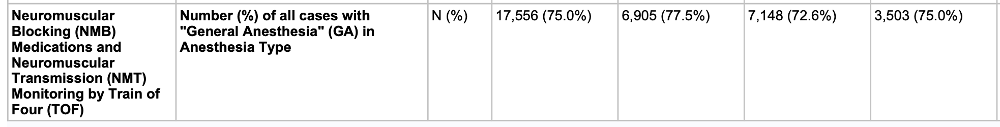 Neuromuscular
Blocking (NMB)
Medications and
Neuromuscular
Transmission (NMT)
Monitoring by Train of
Four (TOF)
Number (%) of all cases with
"General Anesthesia" (GA) in
Anesthesia Type
N (%)
17,556 (75.0%)
6,905 (77.5%)
7,148 (72.6%)
3,503 (75.0%)